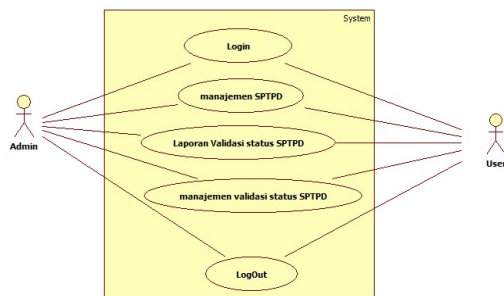 System
Login
manajemen SPTPD
Admin
Laporan Validasi status SPTPD
User
manajemen validasi status SPTPD
LogOut